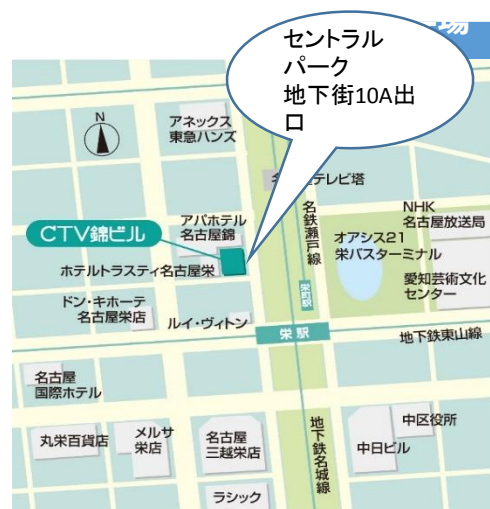 場
セントラル
パーク
地下街10A出
口
N
アネックス
東急ハンズ
テレビ塔
名鉄瀬戸線
NHK
名古屋放送局
アパホテル
名古屋錦
CTV錦ビル
オアシス21
栄バスターミナル
ホテルトラスティ名古屋栄
愛知芸術文化
センター
栄町駅
ドン・キホーテ
名古屋栄店
ルイ・ヴィトン
栄駅
地下鉄東山線
名古屋
国際ホテル
丸栄百貨店
メルサ
栄店
名古屋
三越栄店
地下鉄名城線
中区役所
中日ビル
ラシック